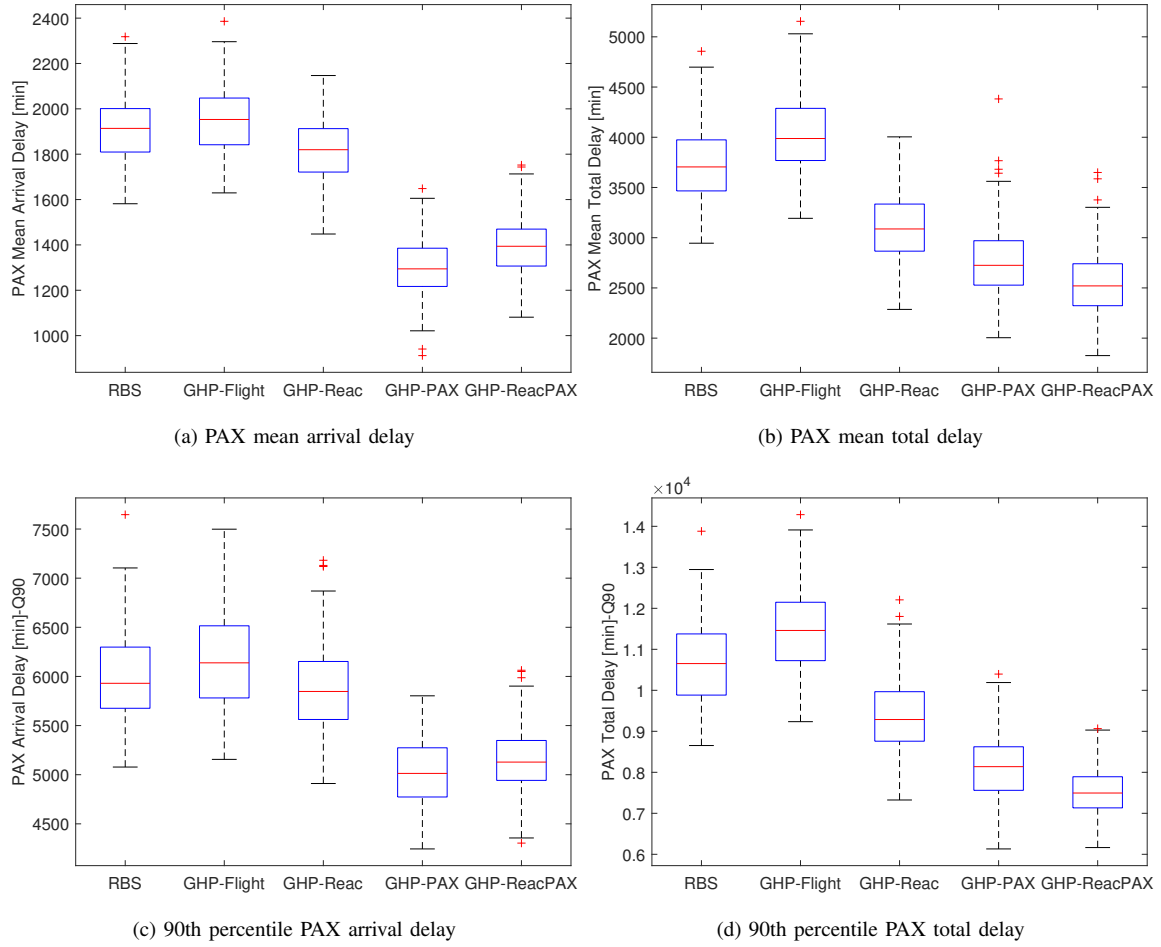 2400
2200
2000
1800
1600
1400
1200
1000
PAX Mean Arrival Delay [min]
RBS GHP-Flight GHP-Reac GHP-PAX GHP-ReacPAX
(a) PAX mean arrival delay
5000
4500
4000
3500
3000
2500
2000
PAX Mean Total Delay [min]
RBS GHP-Flight GHP-Reac GHP-PAX GHP-ReacPAX
(b) PAX mean total delay
7500
7000
6500
6000
5500
5000
4500
PAX Arrival Delay [min]-Q90
RBS GHP-Flight GHP-Reac GHP-PAX GHP-ReacPAX
(c) 90th percentile PAX arrival delay
×10⁴
1.4
1.3
1.2
1.1
1
0.9
0.8
0.7
0.6
PAX Total Delay [min]-Q90
RBS GHP-Flight GHP-Reac GHP-PAX GHP-ReacPAX
(d) 90th percentile PAX total delay